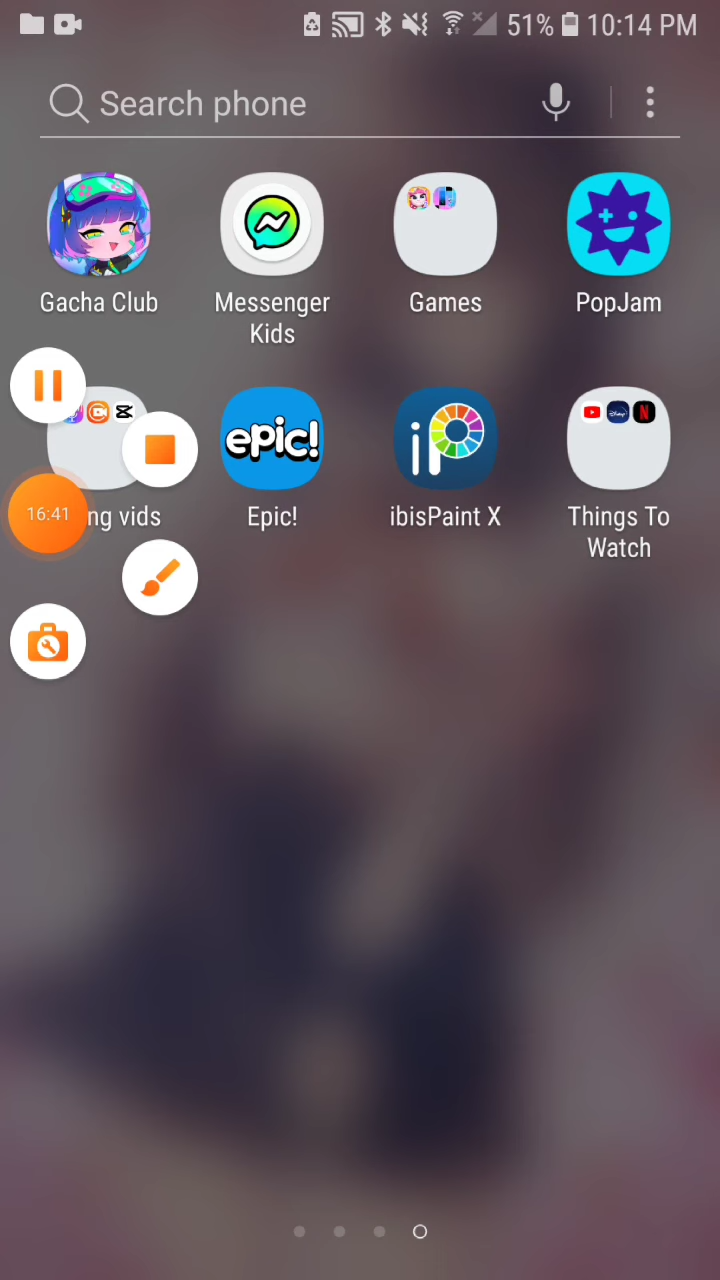 51% 10:14 PM
Search phone
Gacha Club
Messenger
Kids
Games
PopJam
16:41
ng vids
epic!
Epic!
iP
ibisPaint X
Things To
Watch